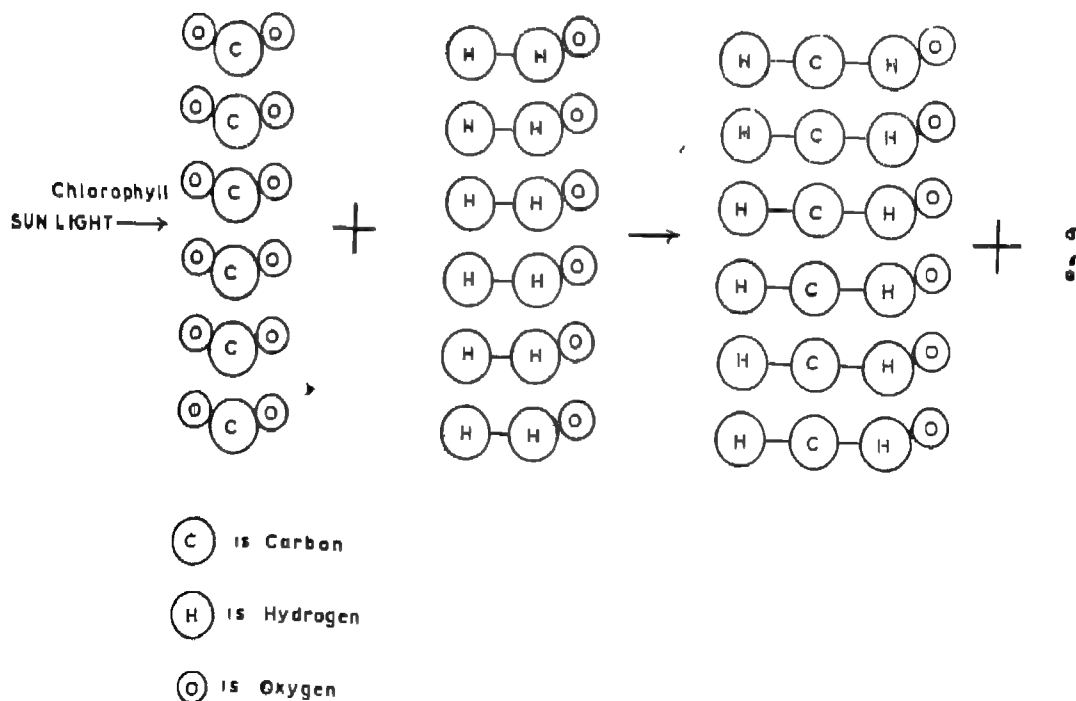 O C O + H H O → H C H O +
O C O H H O H C H O
Chlorophyll O C O H H O H C H O
SUN LIGHT →
O C O H H O H C H O
O C O H H O H C H O
O C O H H O H C H O
C is Carbon
H is Hydrogen
O is Oxygen